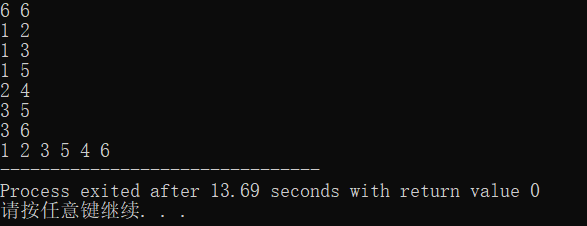 6 6
1 2
1 3
1 5
2 4
3 5
3 6
1 2 3 5 4 6
--------------------------------
Process exited after 13.69 seconds with return value 0
请按任意键继续. . .